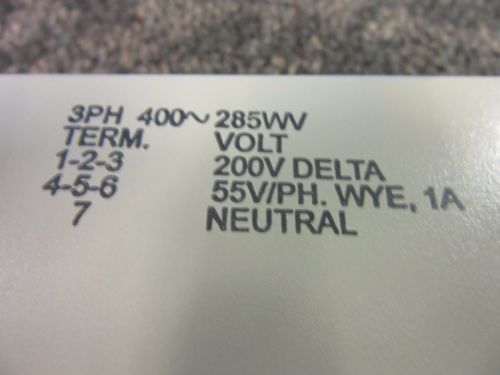 3PH 400~ 285WV
TERM. VOLT
1-2-3 200V DELTA
4-5-6 55V/PH. WYE, 1A
7 NEUTRAL